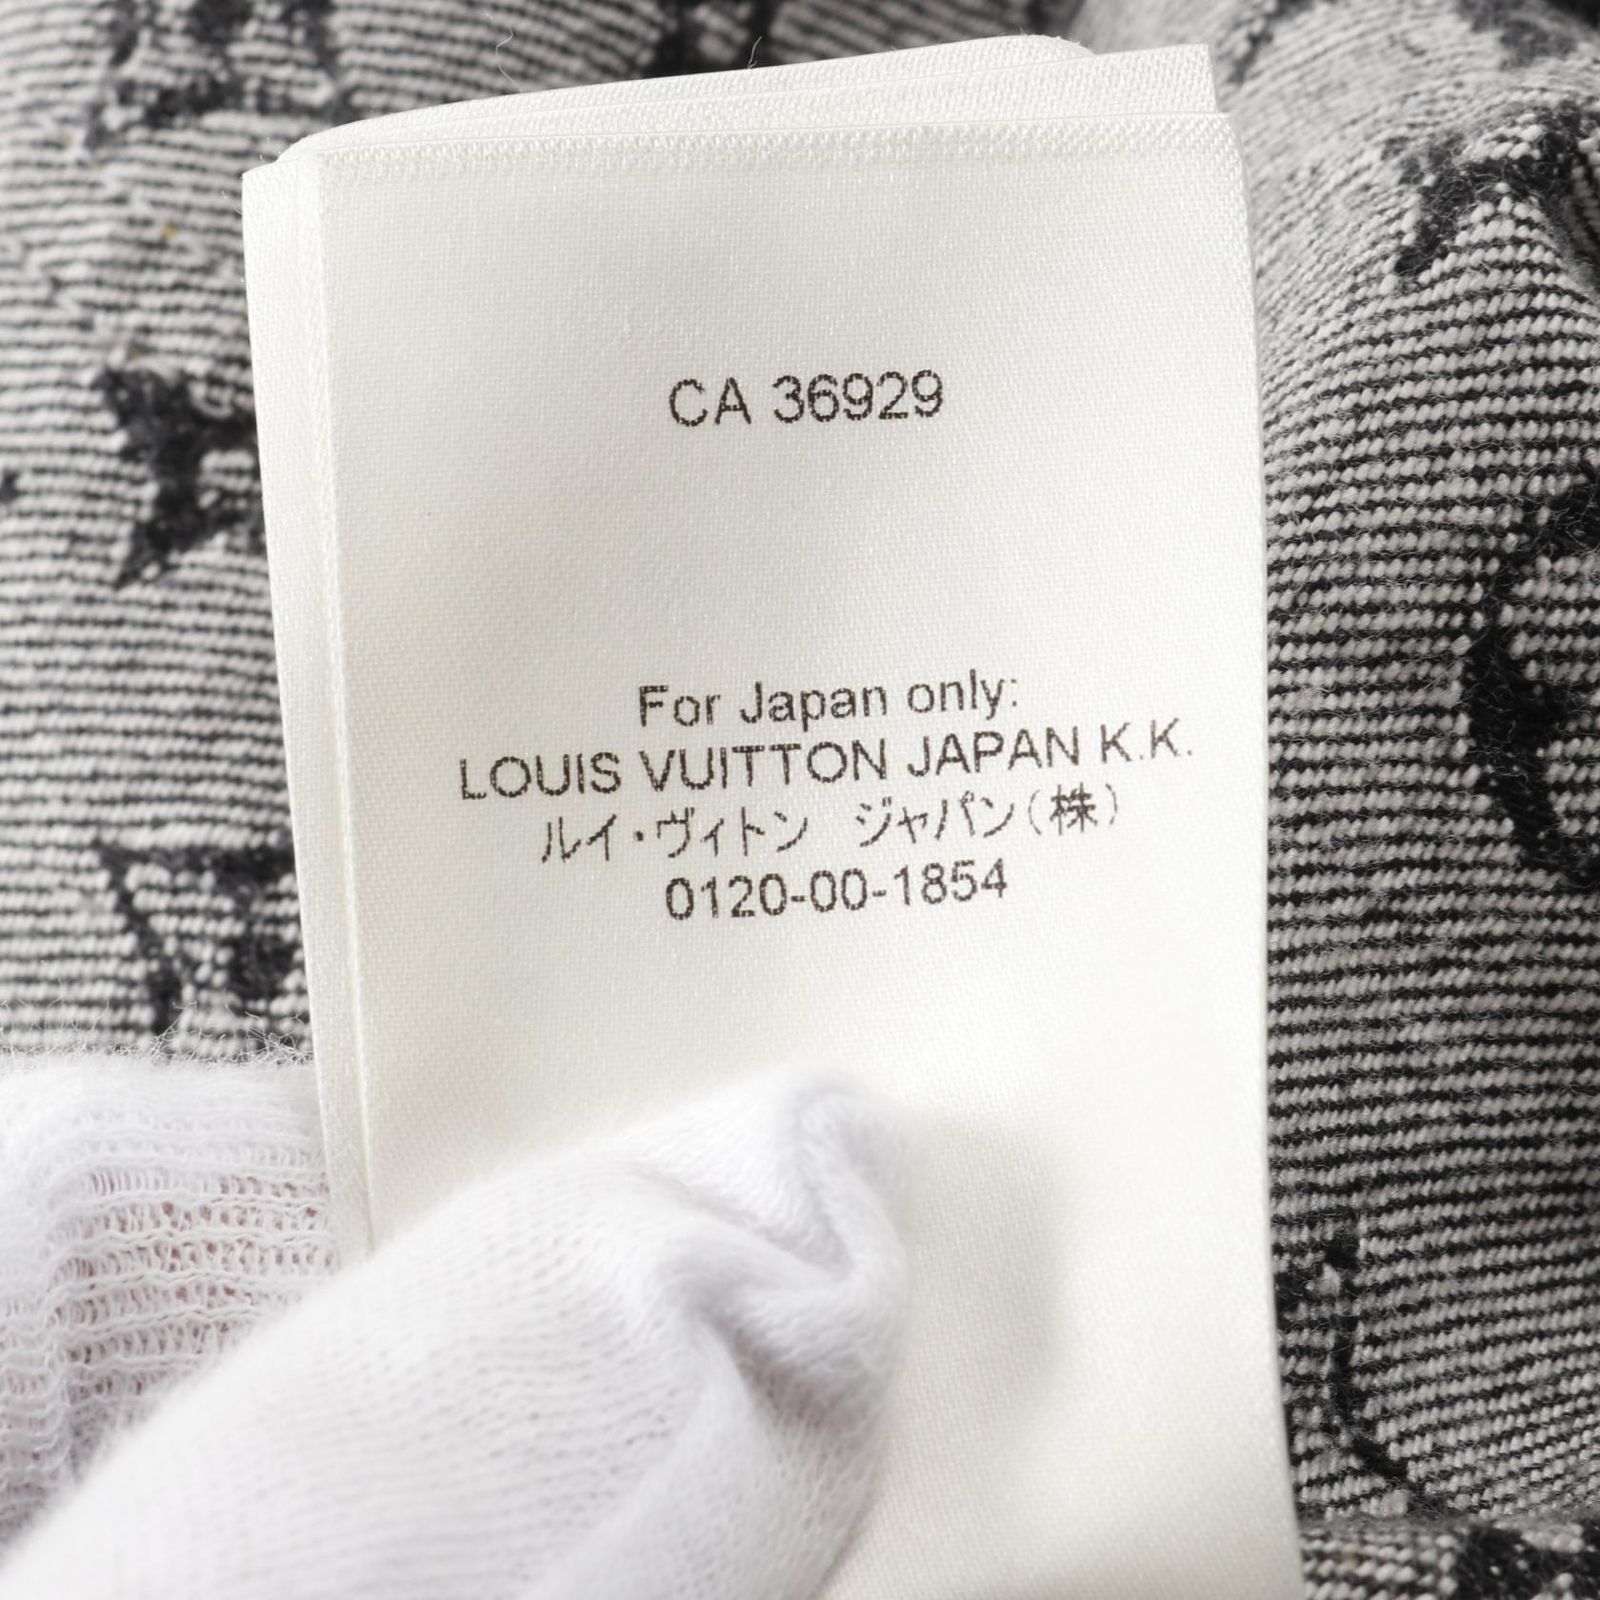 CA 36929
For Japan only:
LOUIS VUITTON JAPAN K.K.
ルイ・ヴィトン　ジャパン(株)
0120-00-1854